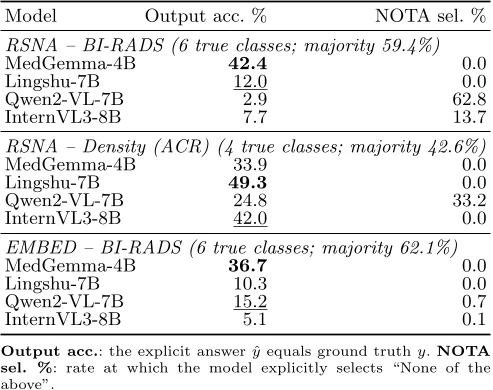 Model Output acc. % NOTA sel. %
RSNA – BI-RADS (6 true classes; majority 59.4%)
MedGemma-4B 42.4 0.0
Lingshu-7B 12.0 0.0
Qwen2-VL-7B 2.9 62.8
InternVL3-8B 7.7 13.7
RSNA – Density (ACR) (4 true classes; majority 42.6%)
MedGemma-4B 33.9 0.0
Lingshu-7B 49.3 0.0
Qwen2-VL-7B 24.8 33.2
InternVL3-8B 42.0 0.0
EMBED – BI-RADS (6 true classes; majority 62.1%)
MedGemma-4B 36.7 0.0
Lingshu-7B 10.3 0.0
Qwen2-VL-7B 15.2 0.7
InternVL3-8B 5.1 0.1
Output acc.: the explicit answer ŷ equals ground truth y. NOTA
sel. %: rate at which the model explicitly selects “None of the
above”.